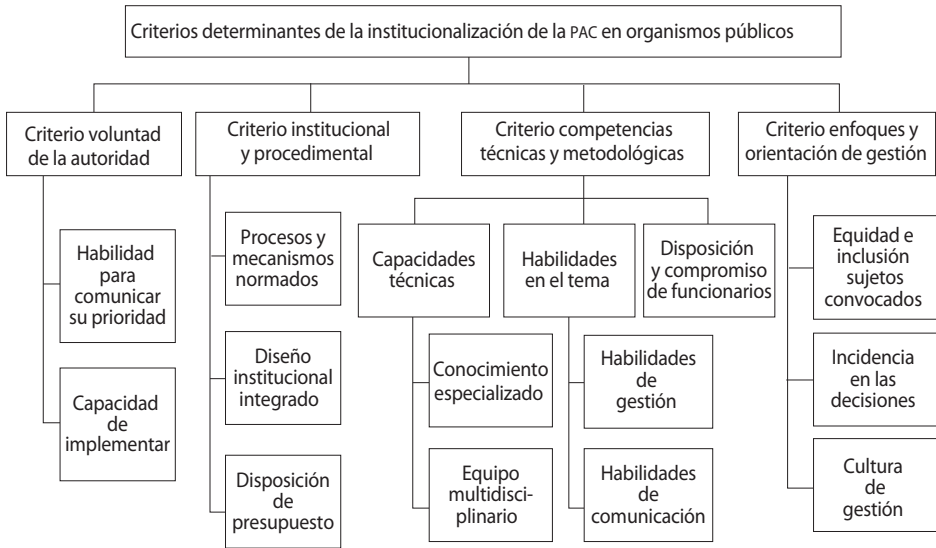 Criterios determinantes de la institucionalización de la PAC en organismos públicos
Criterio voluntad
de la autoridad
Habilidad
para
comunicar
su prioridad
Capacidad
de
implementar
Criterio institucional
y procedimental
Procesos y
mecanismos
normados
Diseño
institucional
integrado
Disposición
de
presupuesto
Criterio competencias
técnicas y metodológicas
Capacidades
técnicas
Conocimiento
especializado
Equipo
multidisci-
plinario
Habilidades
en el tema
Habilidades
de
gestión
Habilidades
de
comunicación
Disposición
y compromiso
de funcionarios
Criterio enfoques y
orientación de gestión
Equidad e
inclusión
sujetos
convocados
Incidencia
en las
decisiones
Cultura
de
gestión